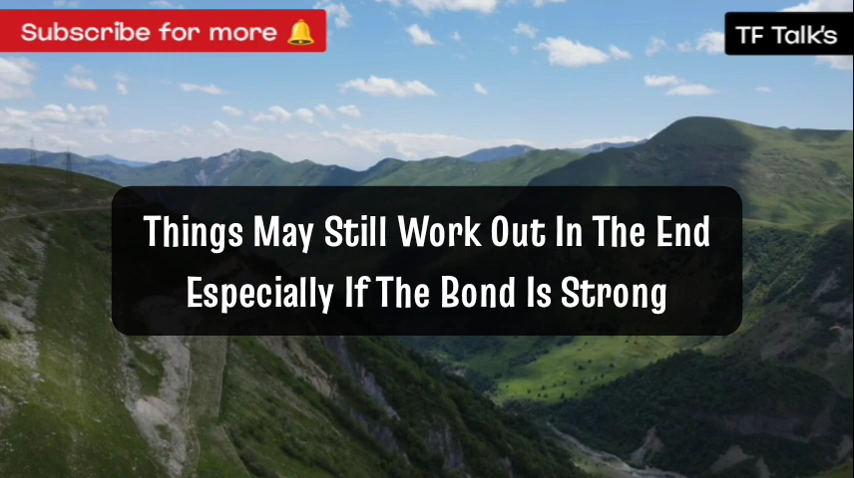 Subscribe for more 🔔
TF Talk's
Things May Still Work Out In The End
Especially If The Bond Is Strong